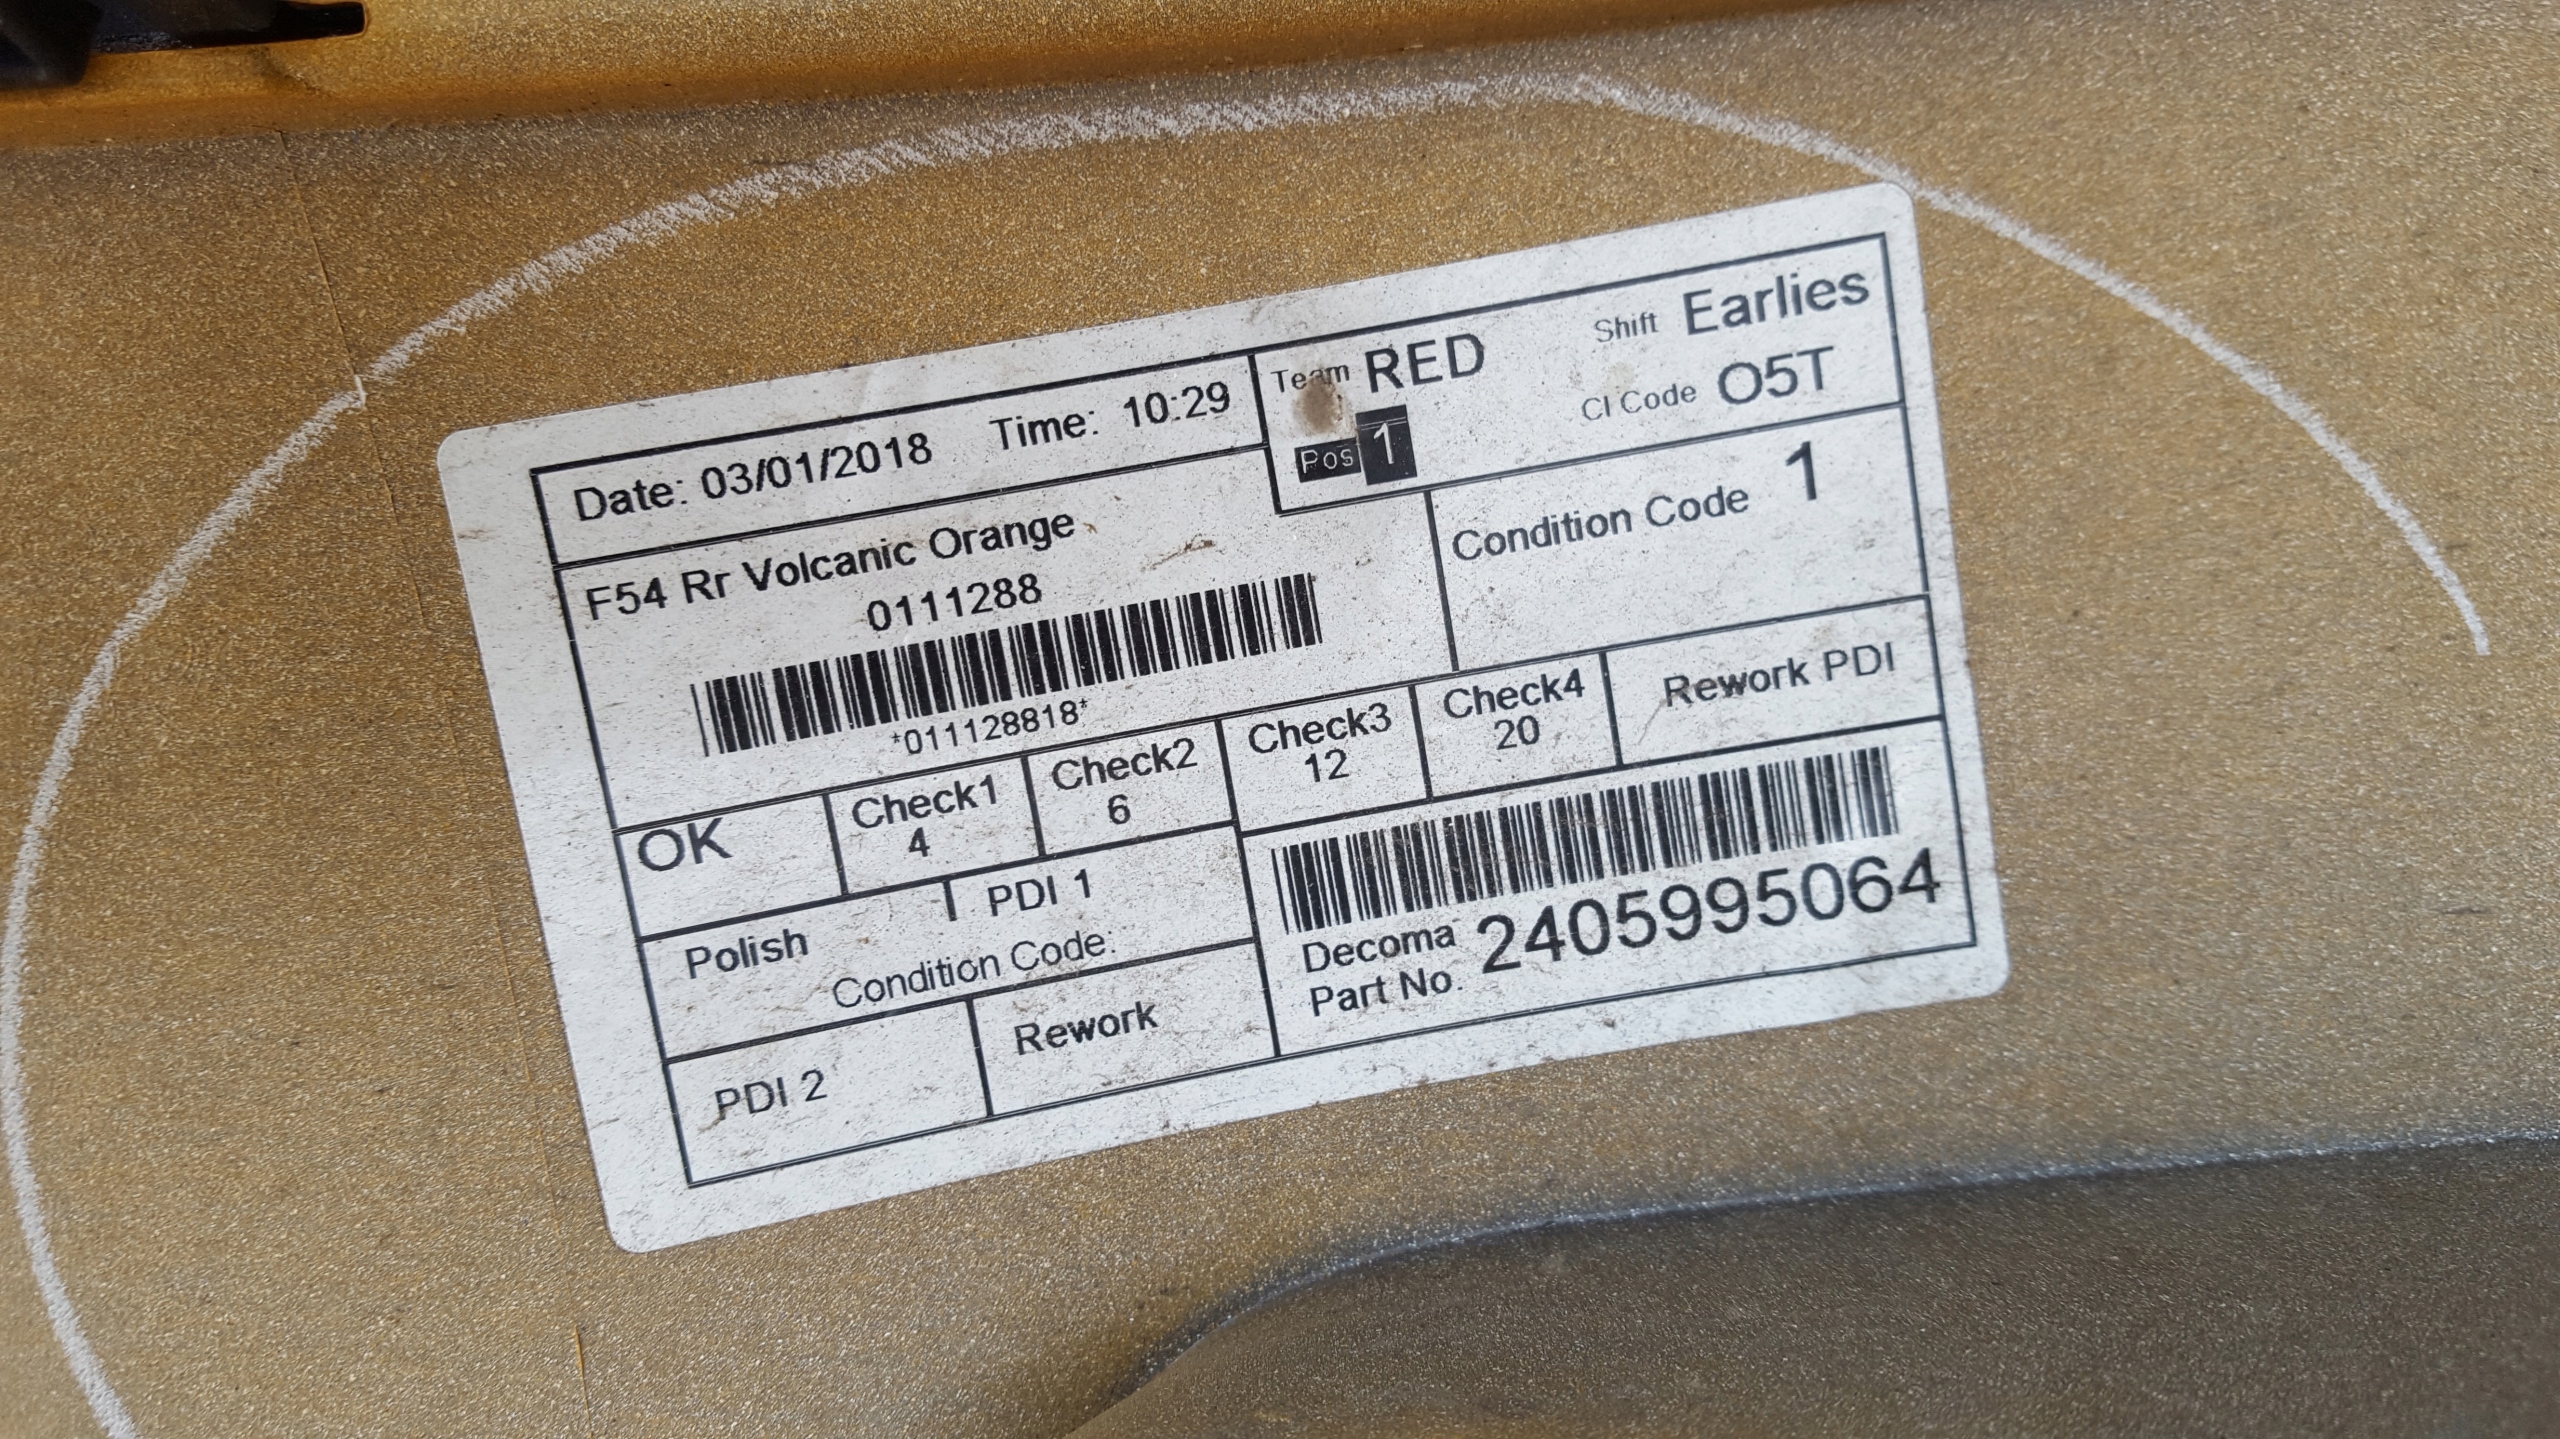 Date: 03/01/2018 Time: 10:29
Team RED Shift Earlies
Pos 1 CI Code O5T
F54 Rr Volcanic Orange
0111288
*011128818*
Condition Code 1
OK
Check1
4
Check2
6
Check3
12
Check4
20
Rework PDI
Polish
PDI 1
Condition Code:
PDI 2
Rework
Decoma
Part No. 2405995064